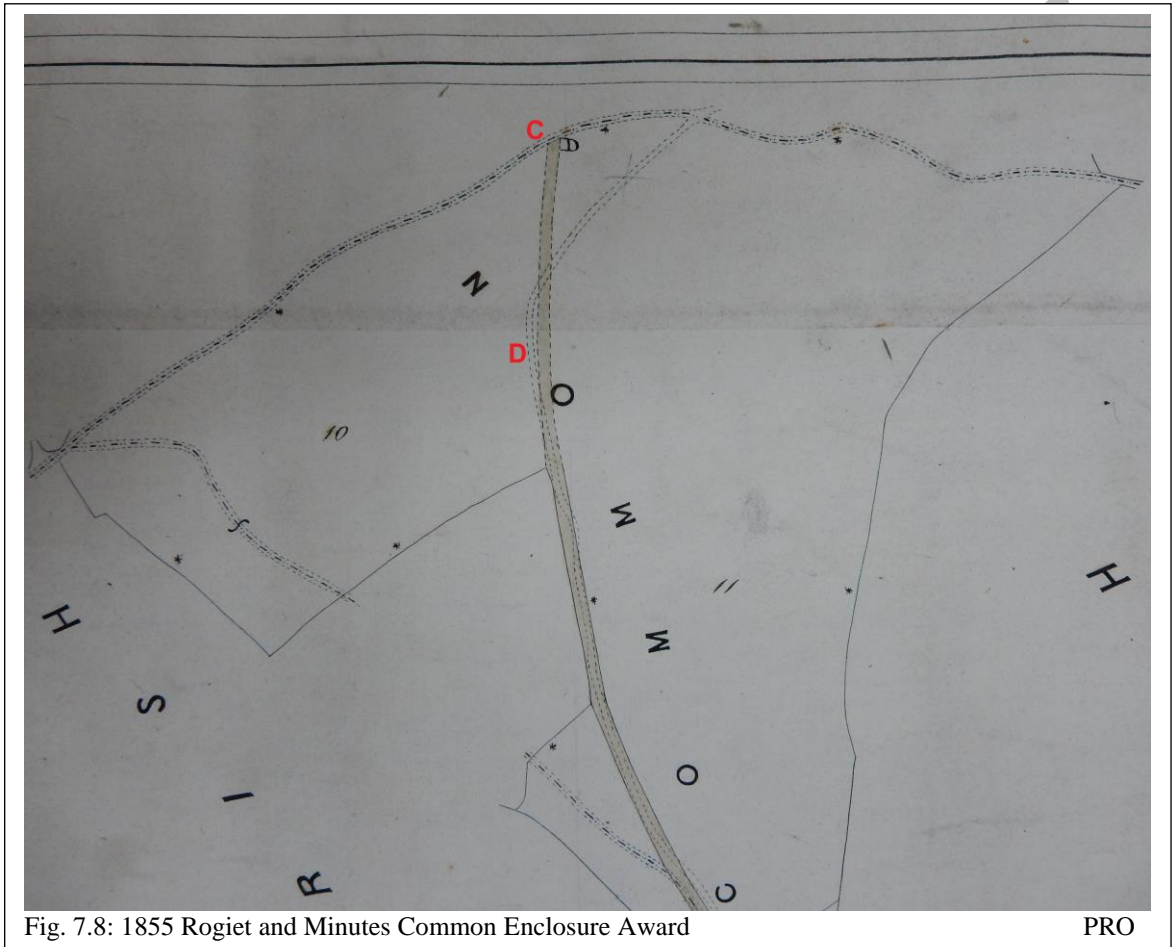 C
D
N
D
O
10
M
11
H
H
M
S
O
I
R
C
Fig. 7.8: 1855 Rogiet and Minutes Common Enclosure Award PRO